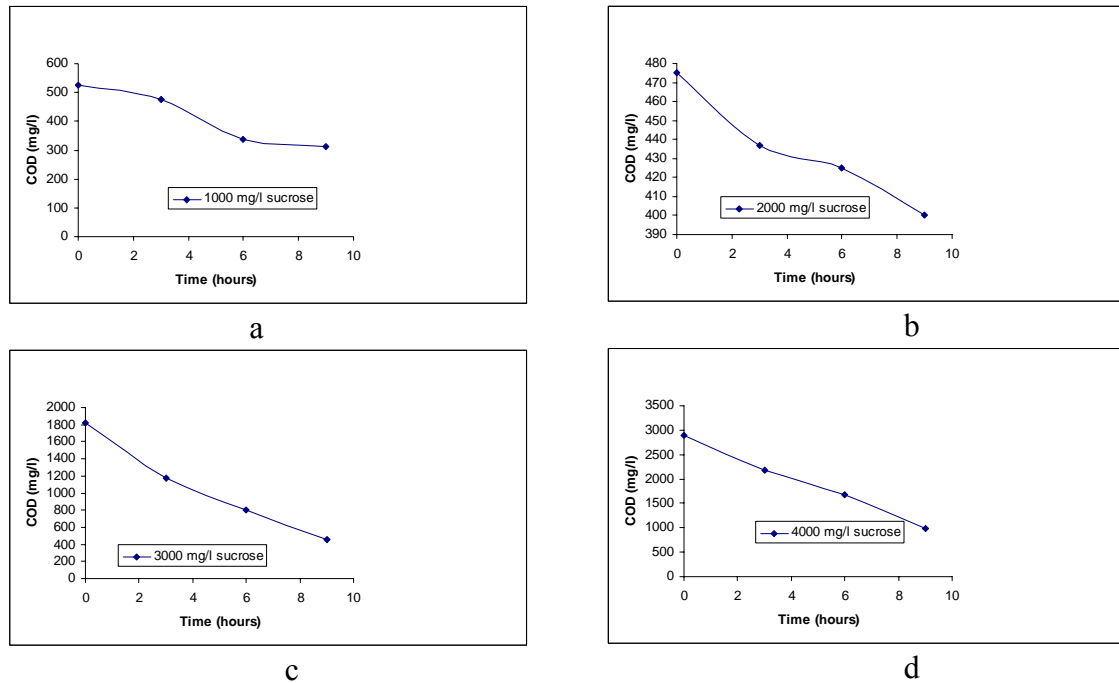 600
500
400
300
200
100
0
COD (mg/l)
1000 mg/l sucrose
0 2 4 6 8 10
Time (hours)
a
480
470
460
450
440
430
420
410
400
390
COD (mg/l)
2000 mg/l sucrose
0 2 4 6 8 10
Time (hours)
b
2000
1800
1600
1400
1200
1000
800
600
400
200
0
COD (mg/l)
3000 mg/l sucrose
0 2 4 6 8 10
Time (hours)
c
3500
3000
2500
2000
1500
1000
500
0
COD (mg/l)
4000 mg/l sucrose
0 2 4 6 8 10
Time (hours)
d